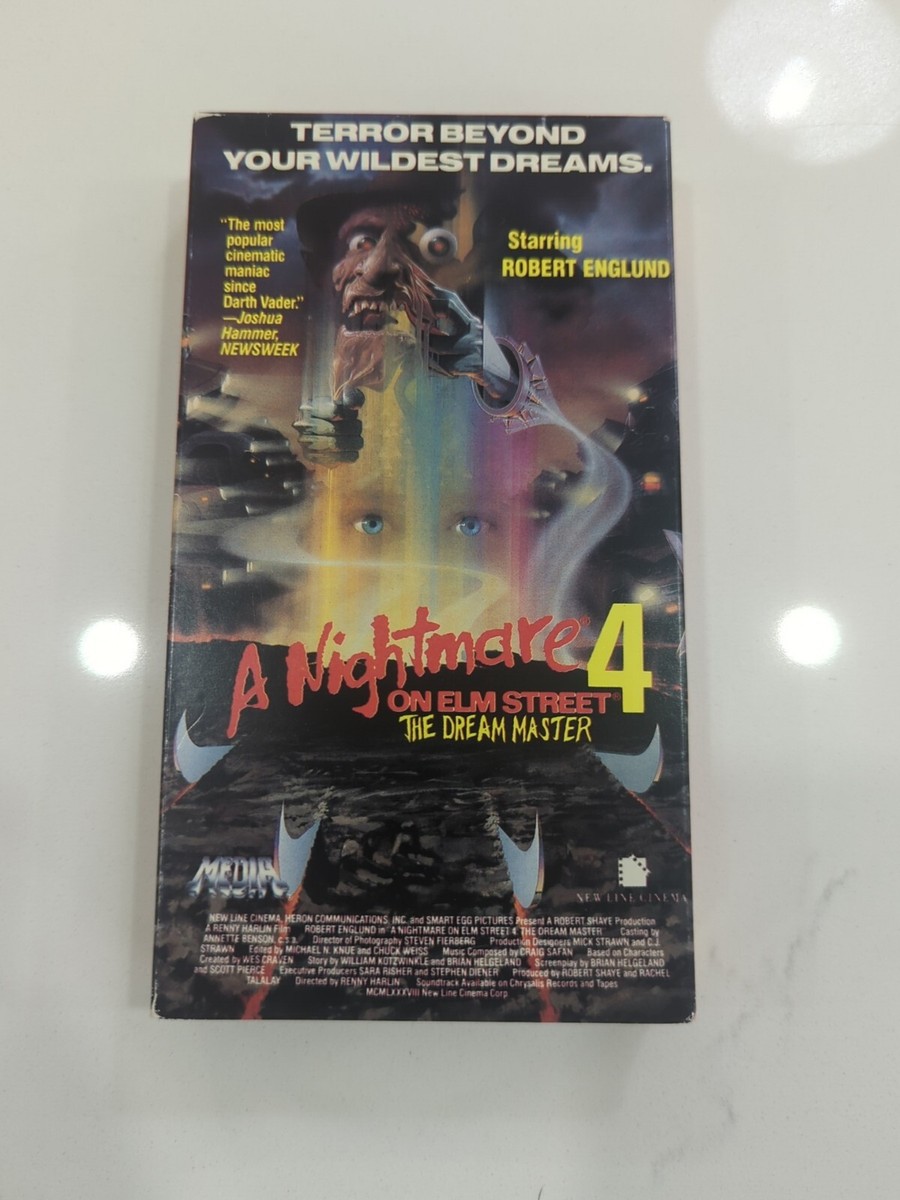 TERROR BEYOND
YOUR WILDEST DREAMS.
"The most
popular
cinematic
maniac
since
Darth Vader."
—Joshua
Hammer,
NEWSWEEK
Starring
ROBERT ENGLUND
A Nightmare® 4
ON ELM STREET
THE DREAM MASTER
MEDIA
NEW LINE CINEMA
NEW LINE CINEMA, HERON COMMUNICATIONS, INC. and SMART EGG PICTURES Present A ROBERT SHAYE Production
A RENNY HARLIN Film ROBERT ENGLUND in "A NIGHTMARE ON ELM STREET 4 THE DREAM MASTER Casting by
ANNETTE BENSON, C.S.A. Director of Photography STEVEN FIERBERG Production Designers MICK STRAWN and C.J.
STRAWN Edited by MICHAEL N. KNUE and CHUCK WEISS Music Composed by CRAIG SAFAN Based on Characters
Created by WES CRAVEN Story by WILLIAM KOTZWINKLE and BRIAN HELGELAND Screenplay by BRIAN HELGELAND
and SCOTT PIERCE Executive Producers SARA RISHER and STEPHEN DIENER Produced by ROBERT SHAYE and RACHEL
TALALAY Directed by RENNY HARLIN Soundtrack Available on Chrysalis Records and Tapes
MCMLXXXVIII New Line Cinema Corp